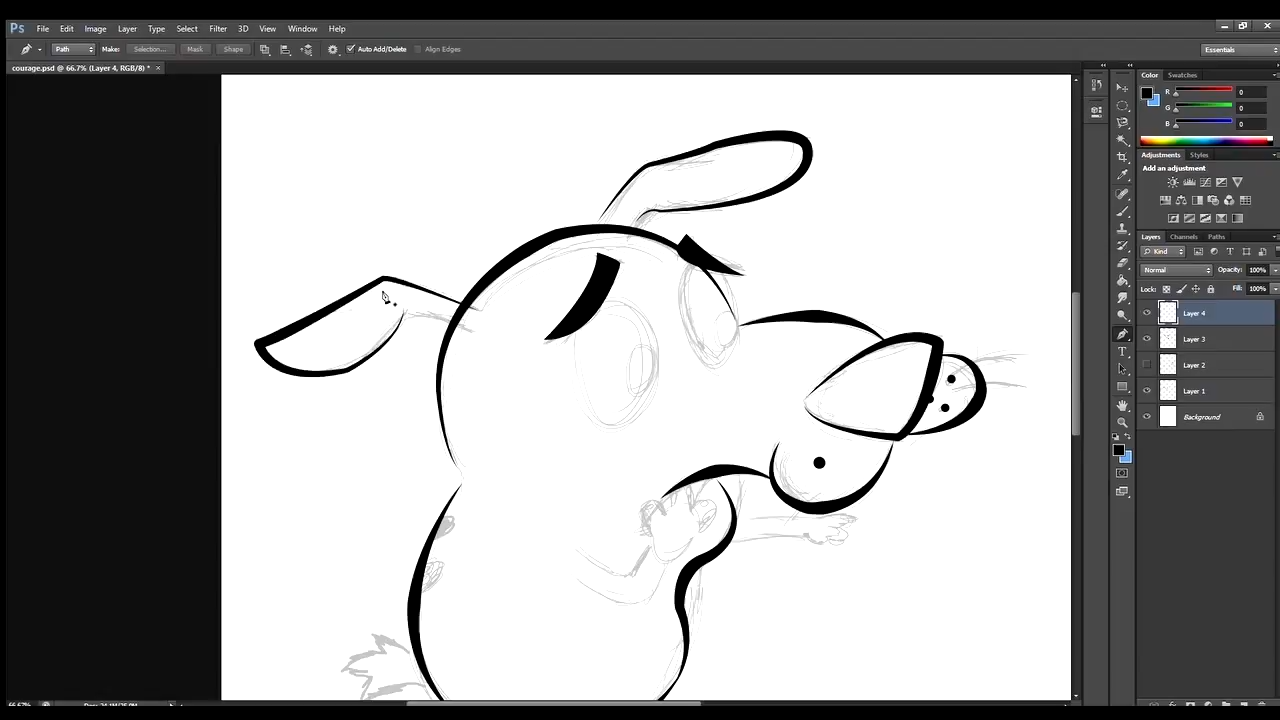 Ps File Edit Image Layer Type Select Filter 3D View Window Help
Path Make: Selection... Mask Shape Auto Add/Delete Align Edges Essentials
courage.psd @ 66.7% (Layer 4, RGB/8) * ×
Color Swatches
R 0
G 0
B 0
Adjustments Styles
Add an adjustment
Layers Channels Paths
Kind
Normal Opacity: 100%
Lock: Fill: 100%
Layer 4
Layer 3
Layer 2
Layer 1
Background